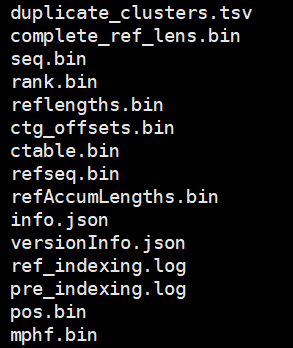 duplicate_clusters.tsv
complete_ref_lens.bin
seq.bin
rank.bin
reflengths.bin
ctg_offsets.bin
ctable.bin
refseq.bin
refAccumLengths.bin
info.json
versionInfo.json
ref_indexing.log
pre_indexing.log
pos.bin
mphf.bin